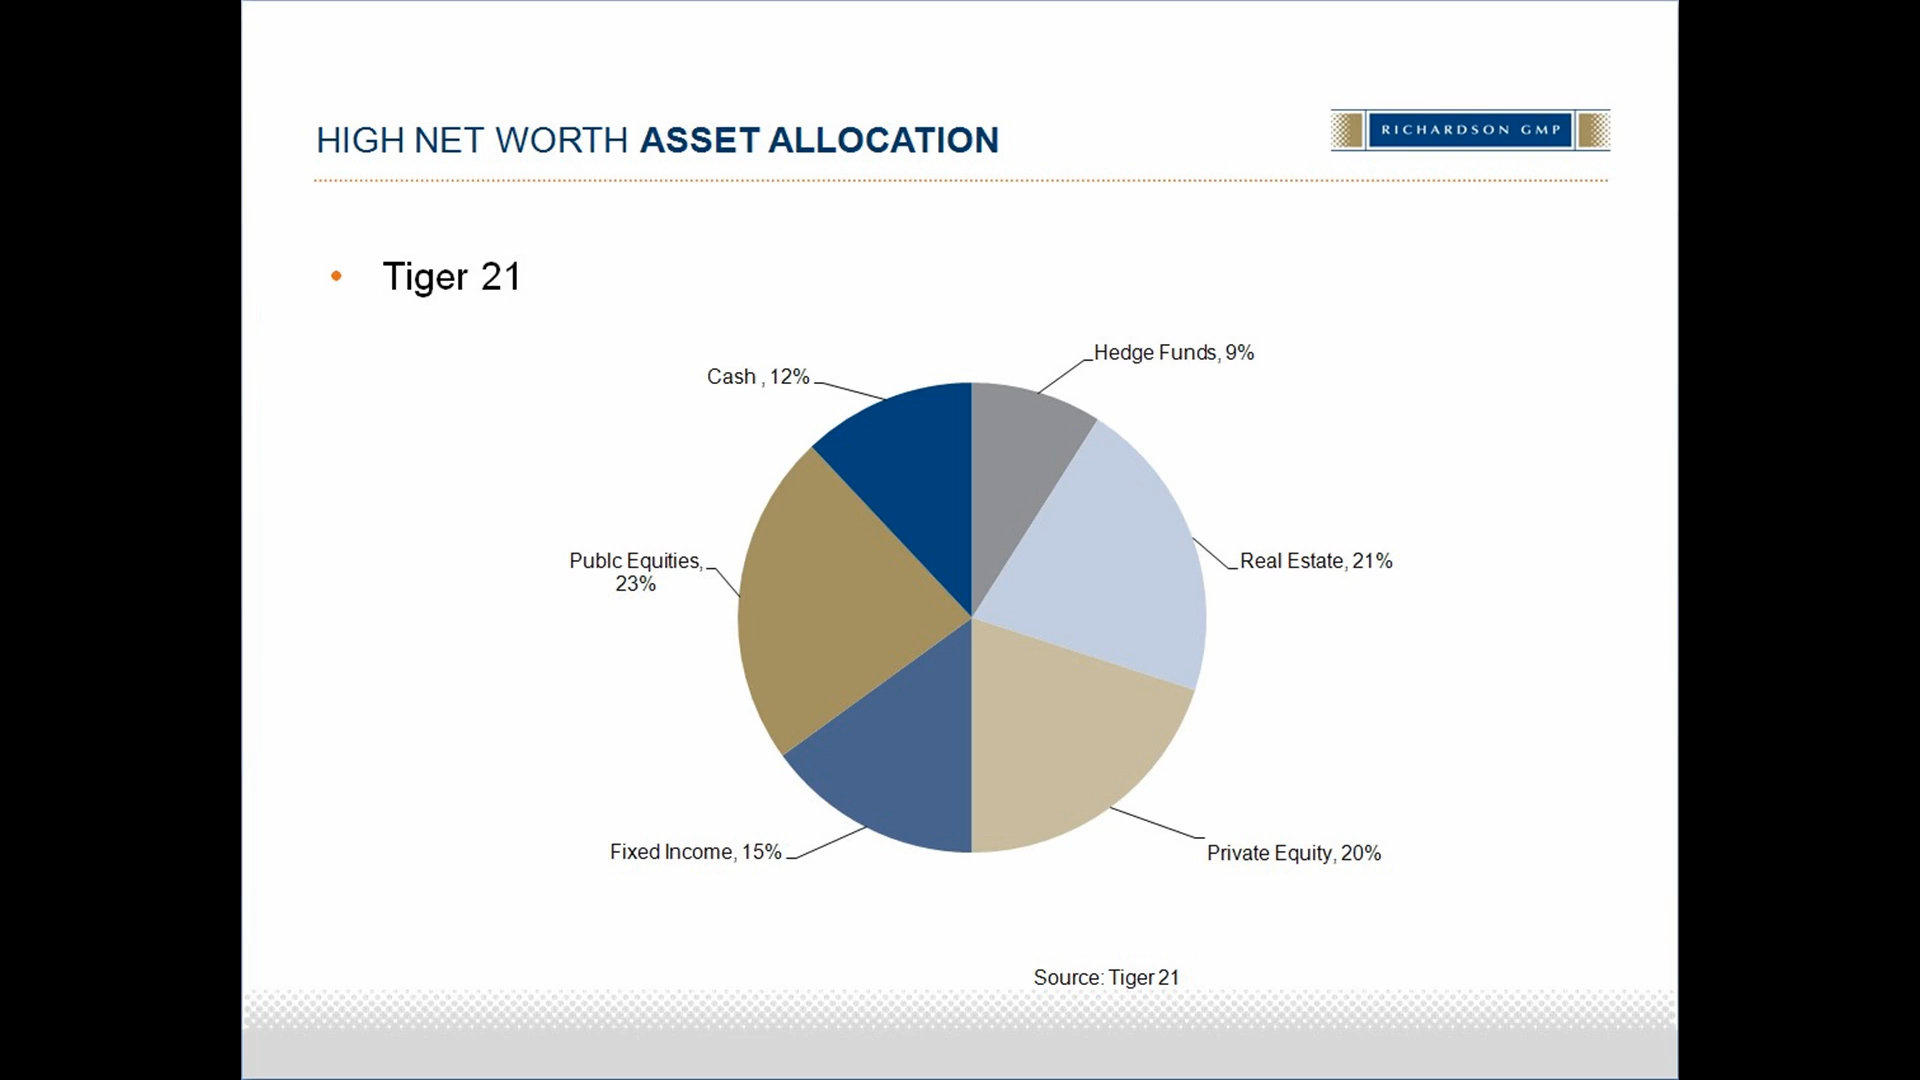 HIGH NET WORTH ASSET ALLOCATION
RICHARDSON GMP
• Tiger 21
Hedge Funds, 9%
Cash , 12%
Real Estate, 21%
Publc Equities,
23%
Fixed Income, 15%
Private Equity, 20%
Source: Tiger 21